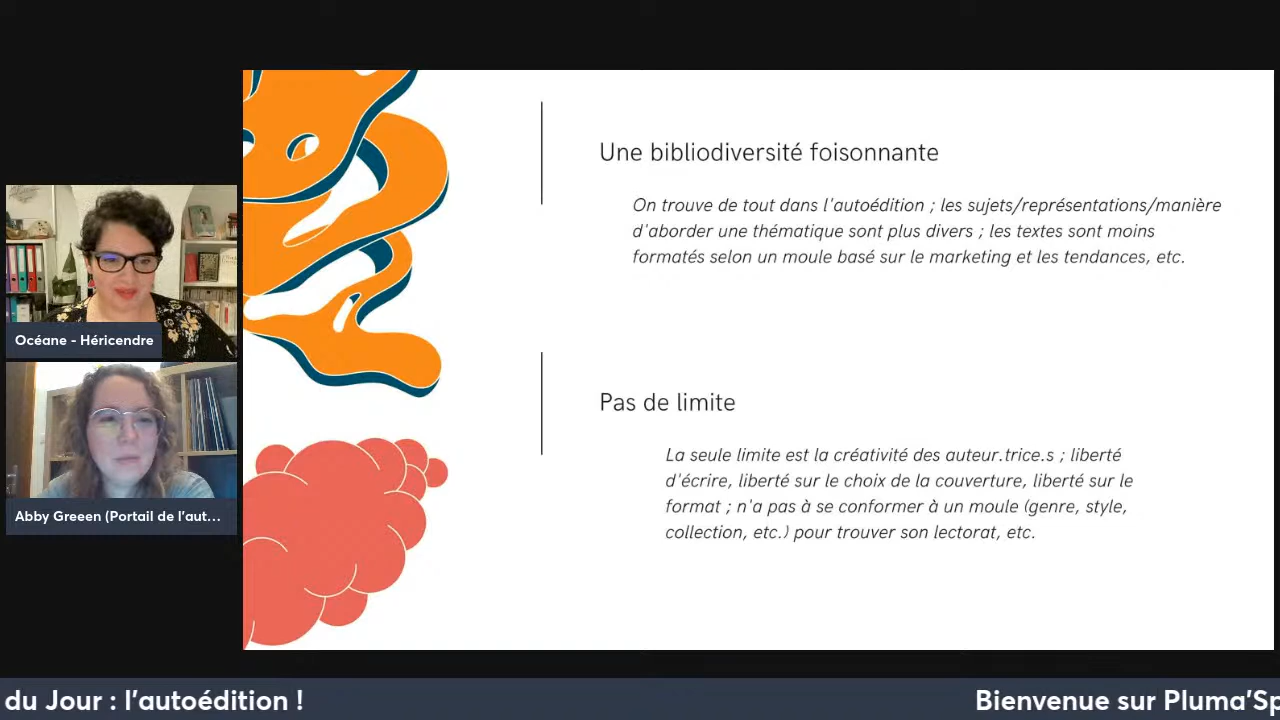 Une bibliodiversité foisonnante
On trouve de tout dans l'autoédition ; les sujets/représentations/manière
d'aborder une thématique sont plus divers ; les textes sont moins
formatés selon un moule basé sur le marketing et les tendances, etc.
Océane - Héricendre
Pas de limite
La seule limite est la créativité des auteur.trice.s ; liberté
d'écrire, liberté sur le choix de la couverture, liberté sur le
format ; n'a pas à se conformer à un moule (genre, style,
collection, etc.) pour trouver son lectorat, etc.
Abby Greeen (Portail de l'aut...
du Jour : l'autoédition !
Bienvenue sur Pluma'Sp